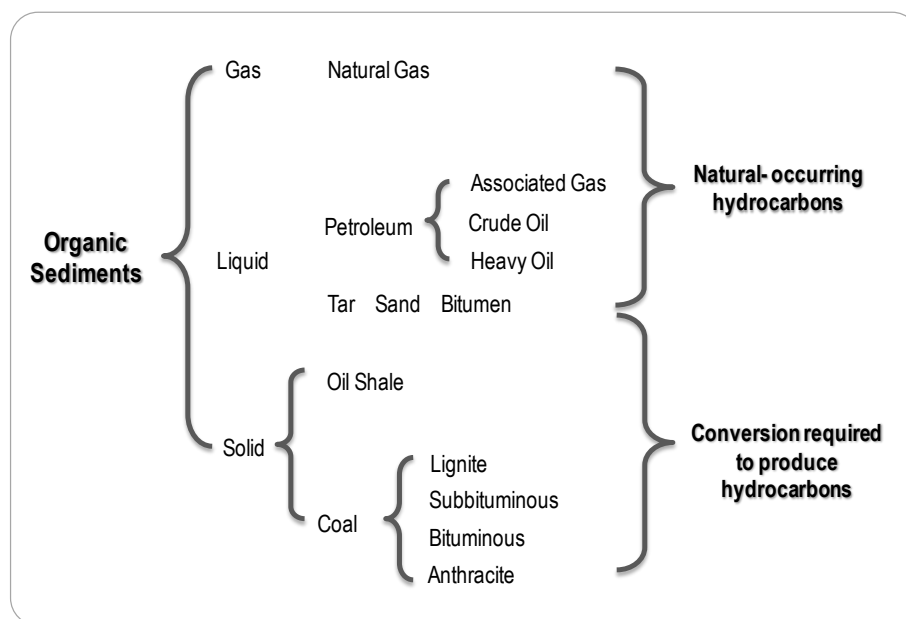 Gas Natural Gas
Associated Gas
Natural- occurring
hydrocarbons
Petroleum
Crude Oil
Organic
Sediments
Liquid
Heavy Oil
Tar Sand Bitumen
Oil Shale
Solid
Conversion required
to produce
hydrocarbons
Lignite
Subbituminous
Coal
Bituminous
Anthracite